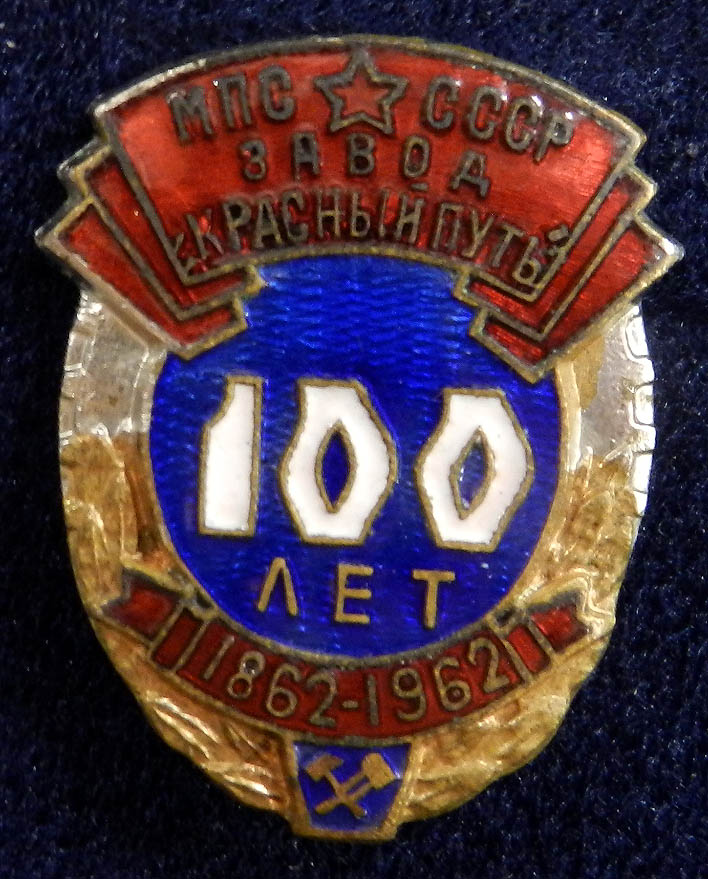 МПС СССР
ЗАВОД
«КРАСНЫЙ ПУТЬ»
100
ЛЕТ
1862-1962